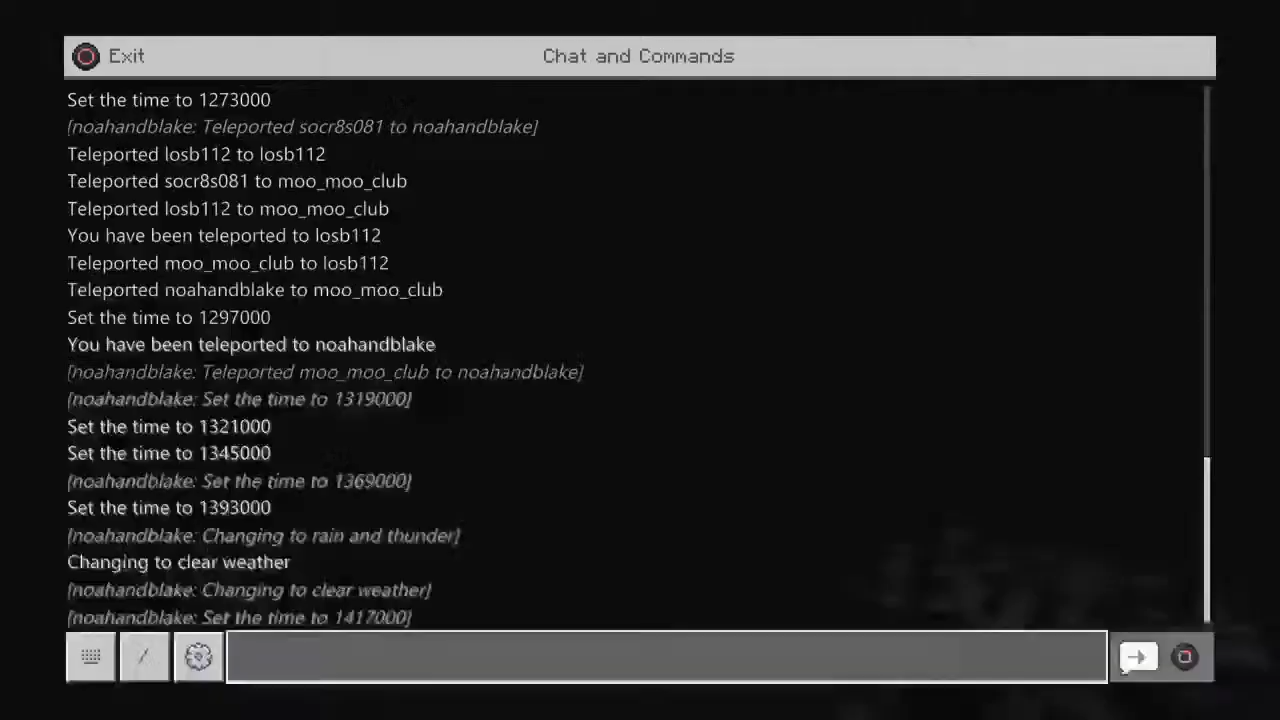 Exit
Chat and Commands
Set the time to 1273000
[noahandblake: Teleported socr8s081 to noahandblake]
Teleported losb112 to losb112
Teleported socr8s081 to moo_moo_club
Teleported losb112 to moo_moo_club
You have been teleported to losb112
Teleported moo_moo_club to losb112
Teleported noahandblake to moo_moo_club
Set the time to 1297000
You have been teleported to noahandblake
[noahandblake: Teleported moo_moo_club to noahandblake]
[noahandblake: Set the time to 1319000]
Set the time to 1321000
Set the time to 1345000
[noahandblake: Set the time to 1369000]
Set the time to 1393000
[noahandblake: Changing to rain and thunder]
Changing to clear weather
[noahandblake: Changing to clear weather]
[noahandblake: Set the time to 1417000]
/